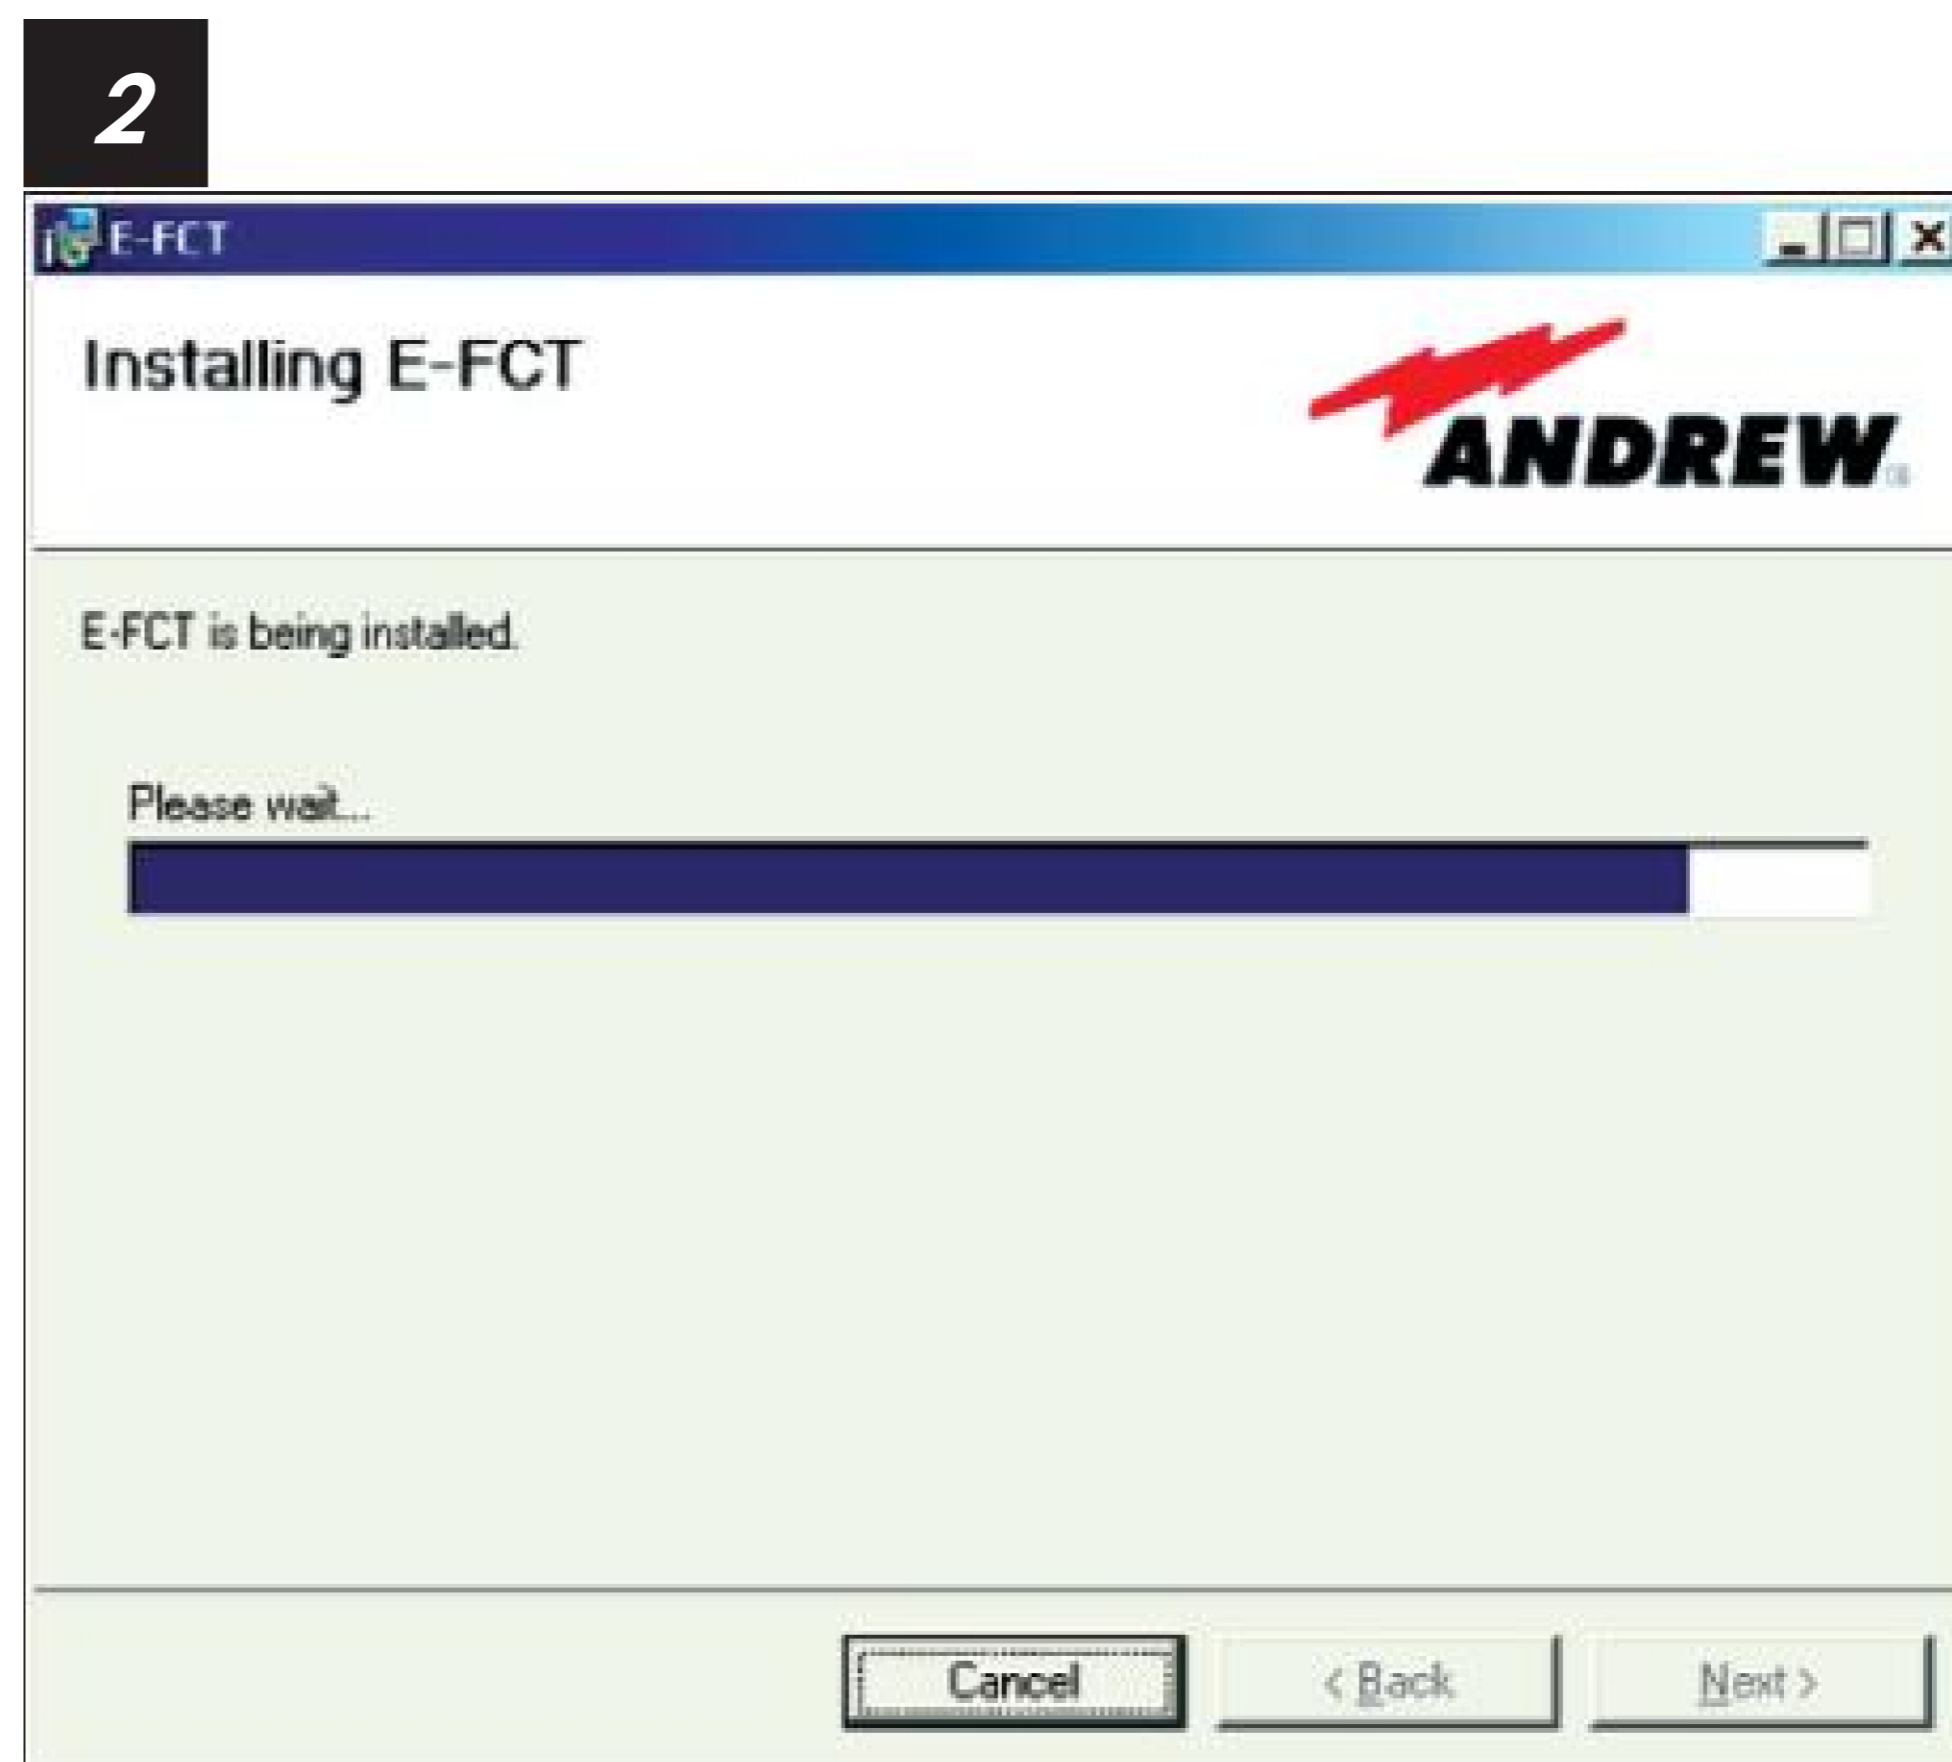 2
E-FCT
Installing E-FCT
ANDREW®
E-FCT is being installed.
Please wait...
Cancel
< Back
Next >